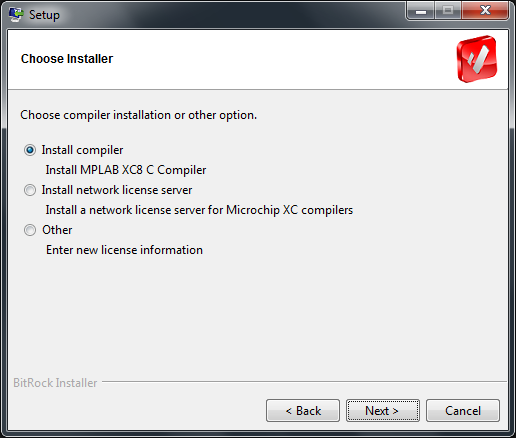 Setup
Choose Installer
Choose compiler installation or other option.
Install compiler
Install MPLAB XC8 C Compiler
Install network license server
Install a network license server for Microchip XC compilers
Other
Enter new license information
BitRock Installer
< Back
Next >
Cancel